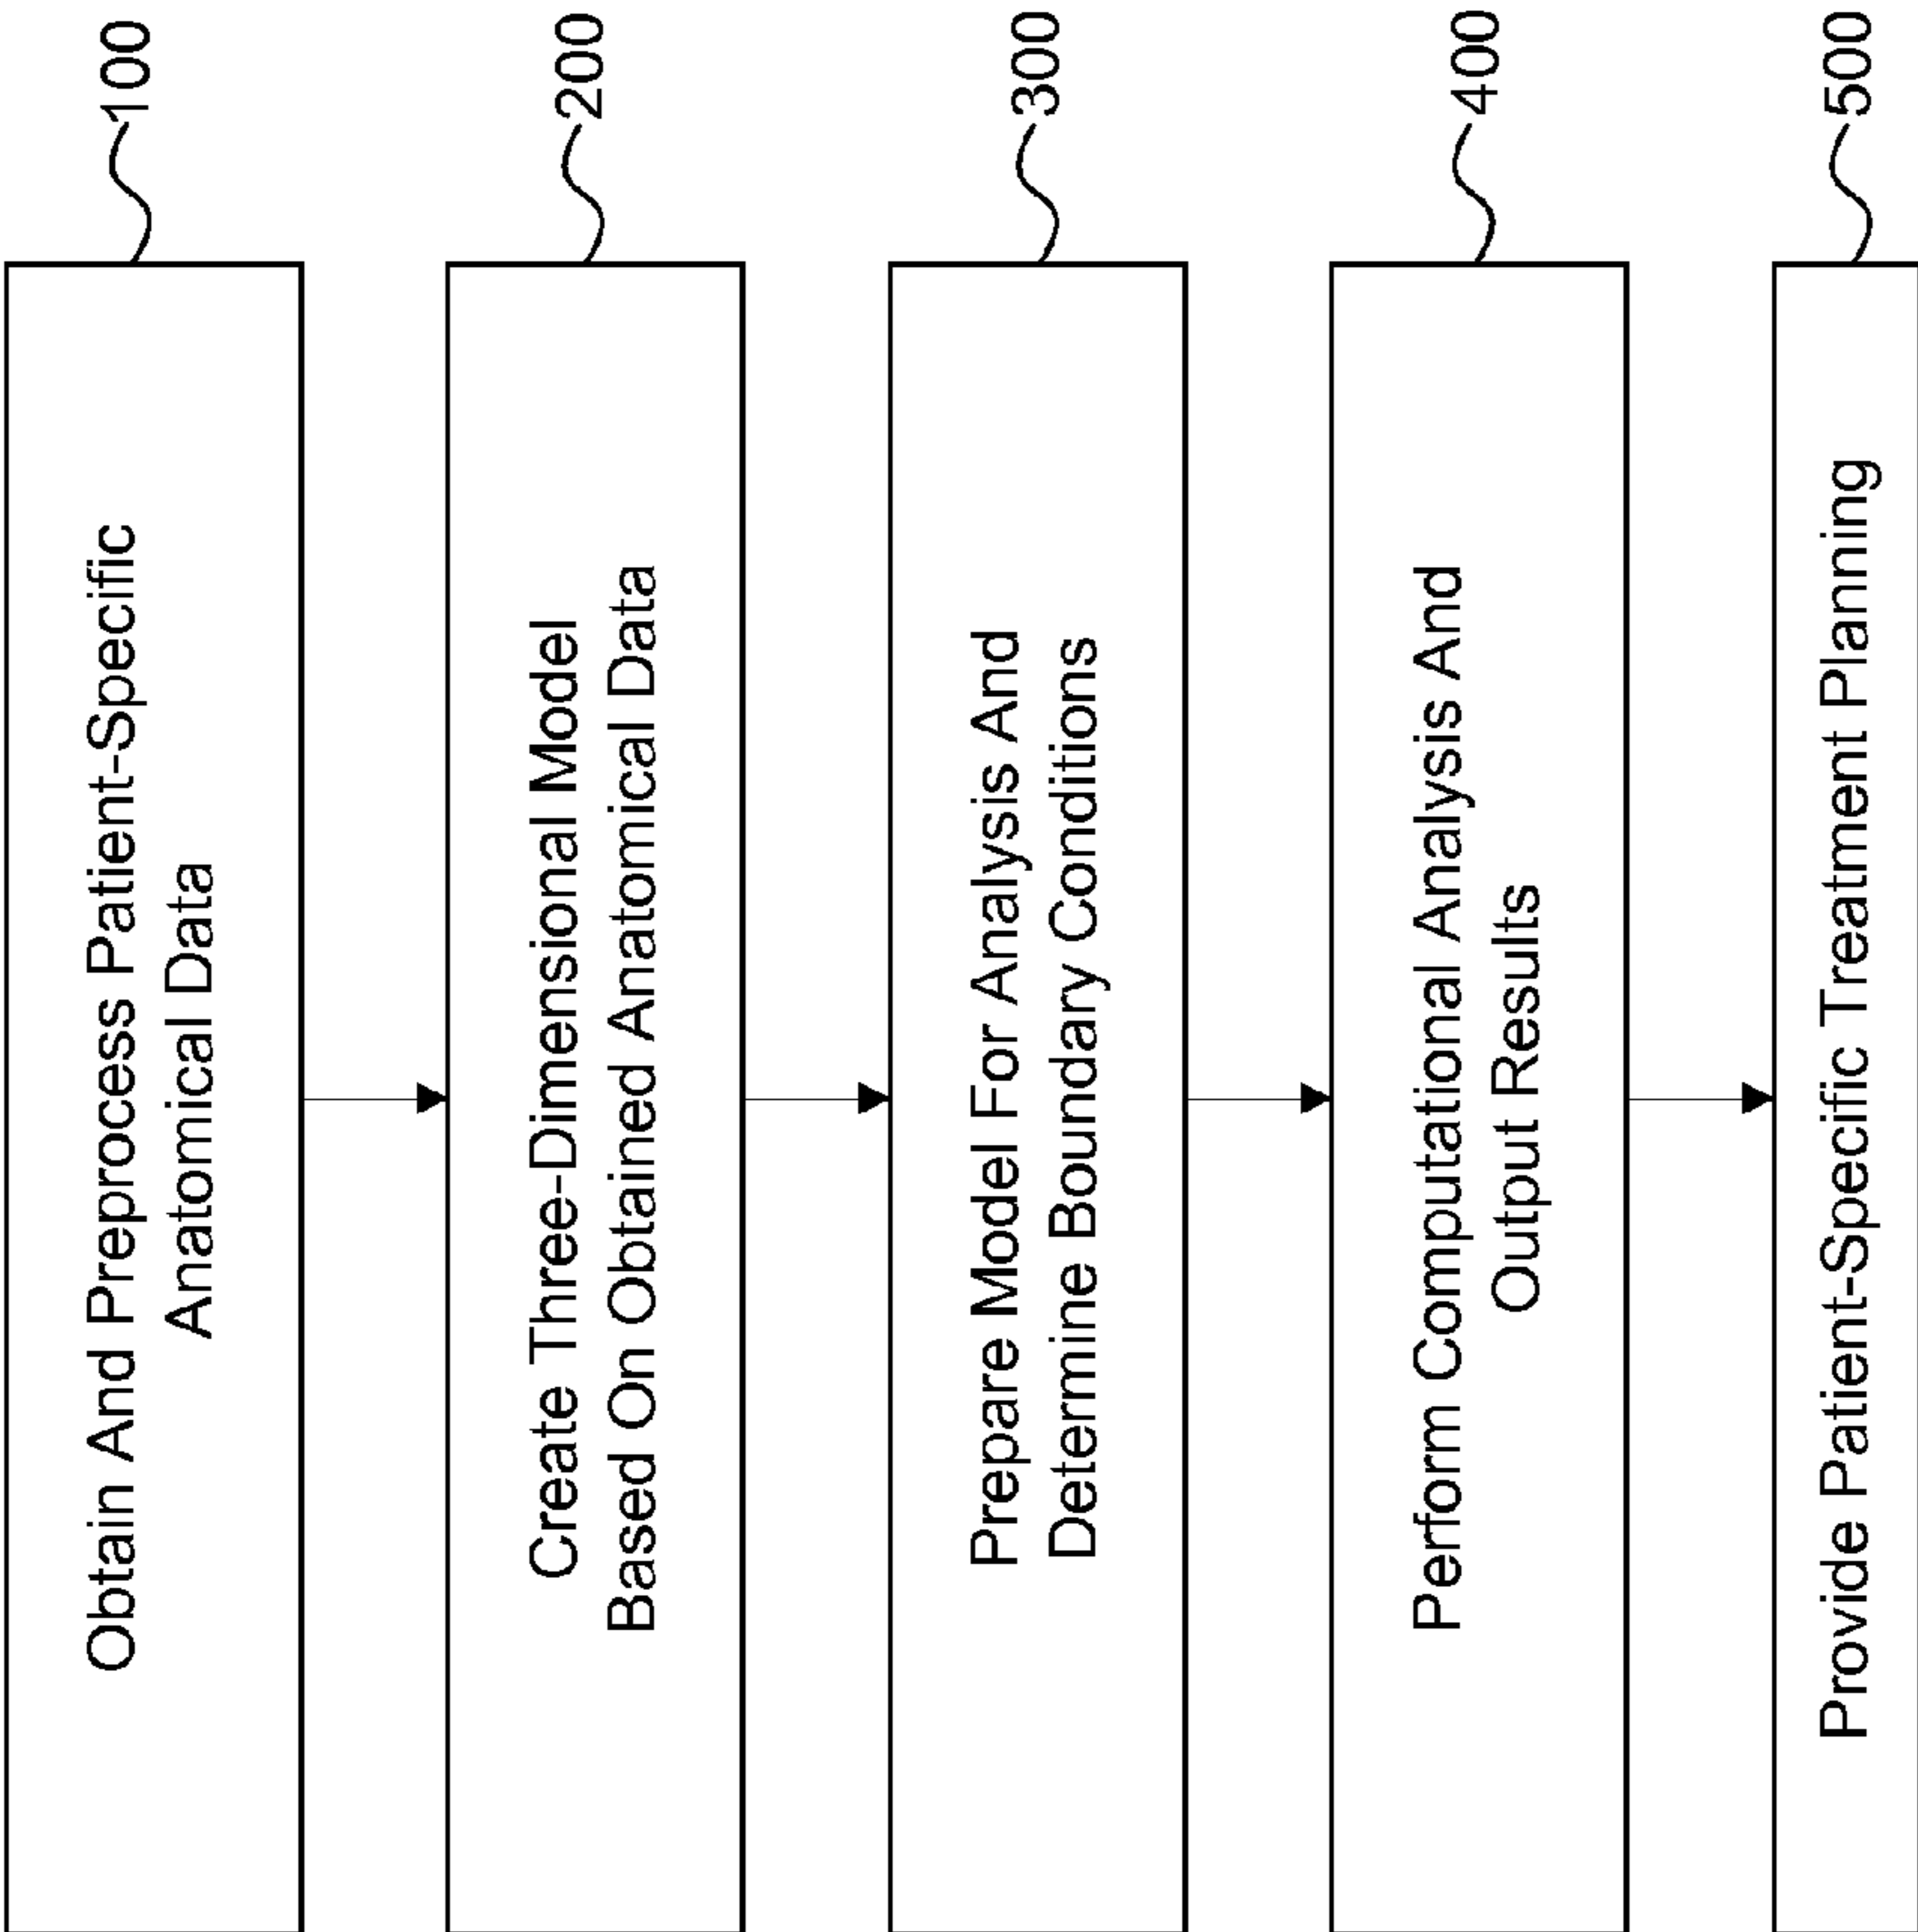 Obtain And Preprocess Patient-Specific
Anatomical Data
100
Create Three-Dimensional Model
Based On Obtained Anatomical Data
200
Prepare Model For Analysis And
Determine Boundary Conditions
300
Perform Computational Analysis And
Output Results
400
Provide Patient-Specific Treatment Planning
500